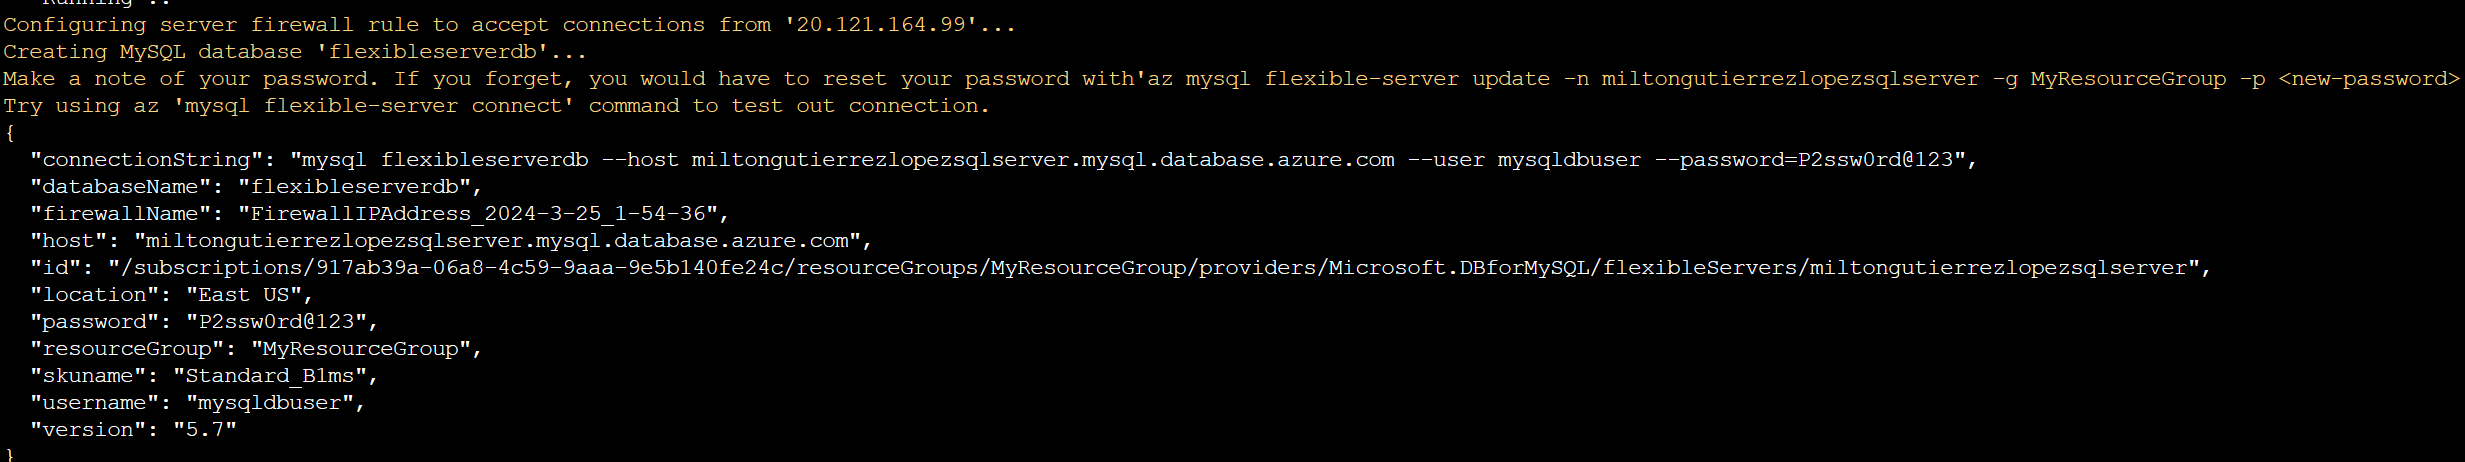 Running ..
Configuring server firewall rule to accept connections from '20.121.164.99'...
Creating MySQL database 'flexibleserverdb'...
Make a note of your password. If you forget, you would have to reset your password with'az mysql flexible-server update -n miltongutierrezlopezsqlserver -g MyResourceGroup -p <new-password>
Try using az 'mysql flexible-server connect' command to test out connection.
{
  "connectionString": "mysql flexibleserverdb --host miltongutierrezlopezsqlserver.mysql.database.azure.com --user mysqldbuser --password=P2ssw0rd@123",
  "databaseName": "flexibleserverdb",
  "firewallName": "FirewallIPAddress_2024-3-25_1-54-36",
  "host": "miltongutierrezlopezsqlserver.mysql.database.azure.com",
  "id": "/subscriptions/917ab39a-06a8-4c59-9aaa-9e5b140fe24c/resourceGroups/MyResourceGroup/providers/Microsoft.DBforMySQL/flexibleServers/miltongutierrezlopezsqlserver",
  "location": "East US",
  "password": "P2ssw0rd@123",
  "resourceGroup": "MyResourceGroup",
  "skuname": "Standard_B1ms",
  "username": "mysqldbuser",
  "version": "5.7"
}